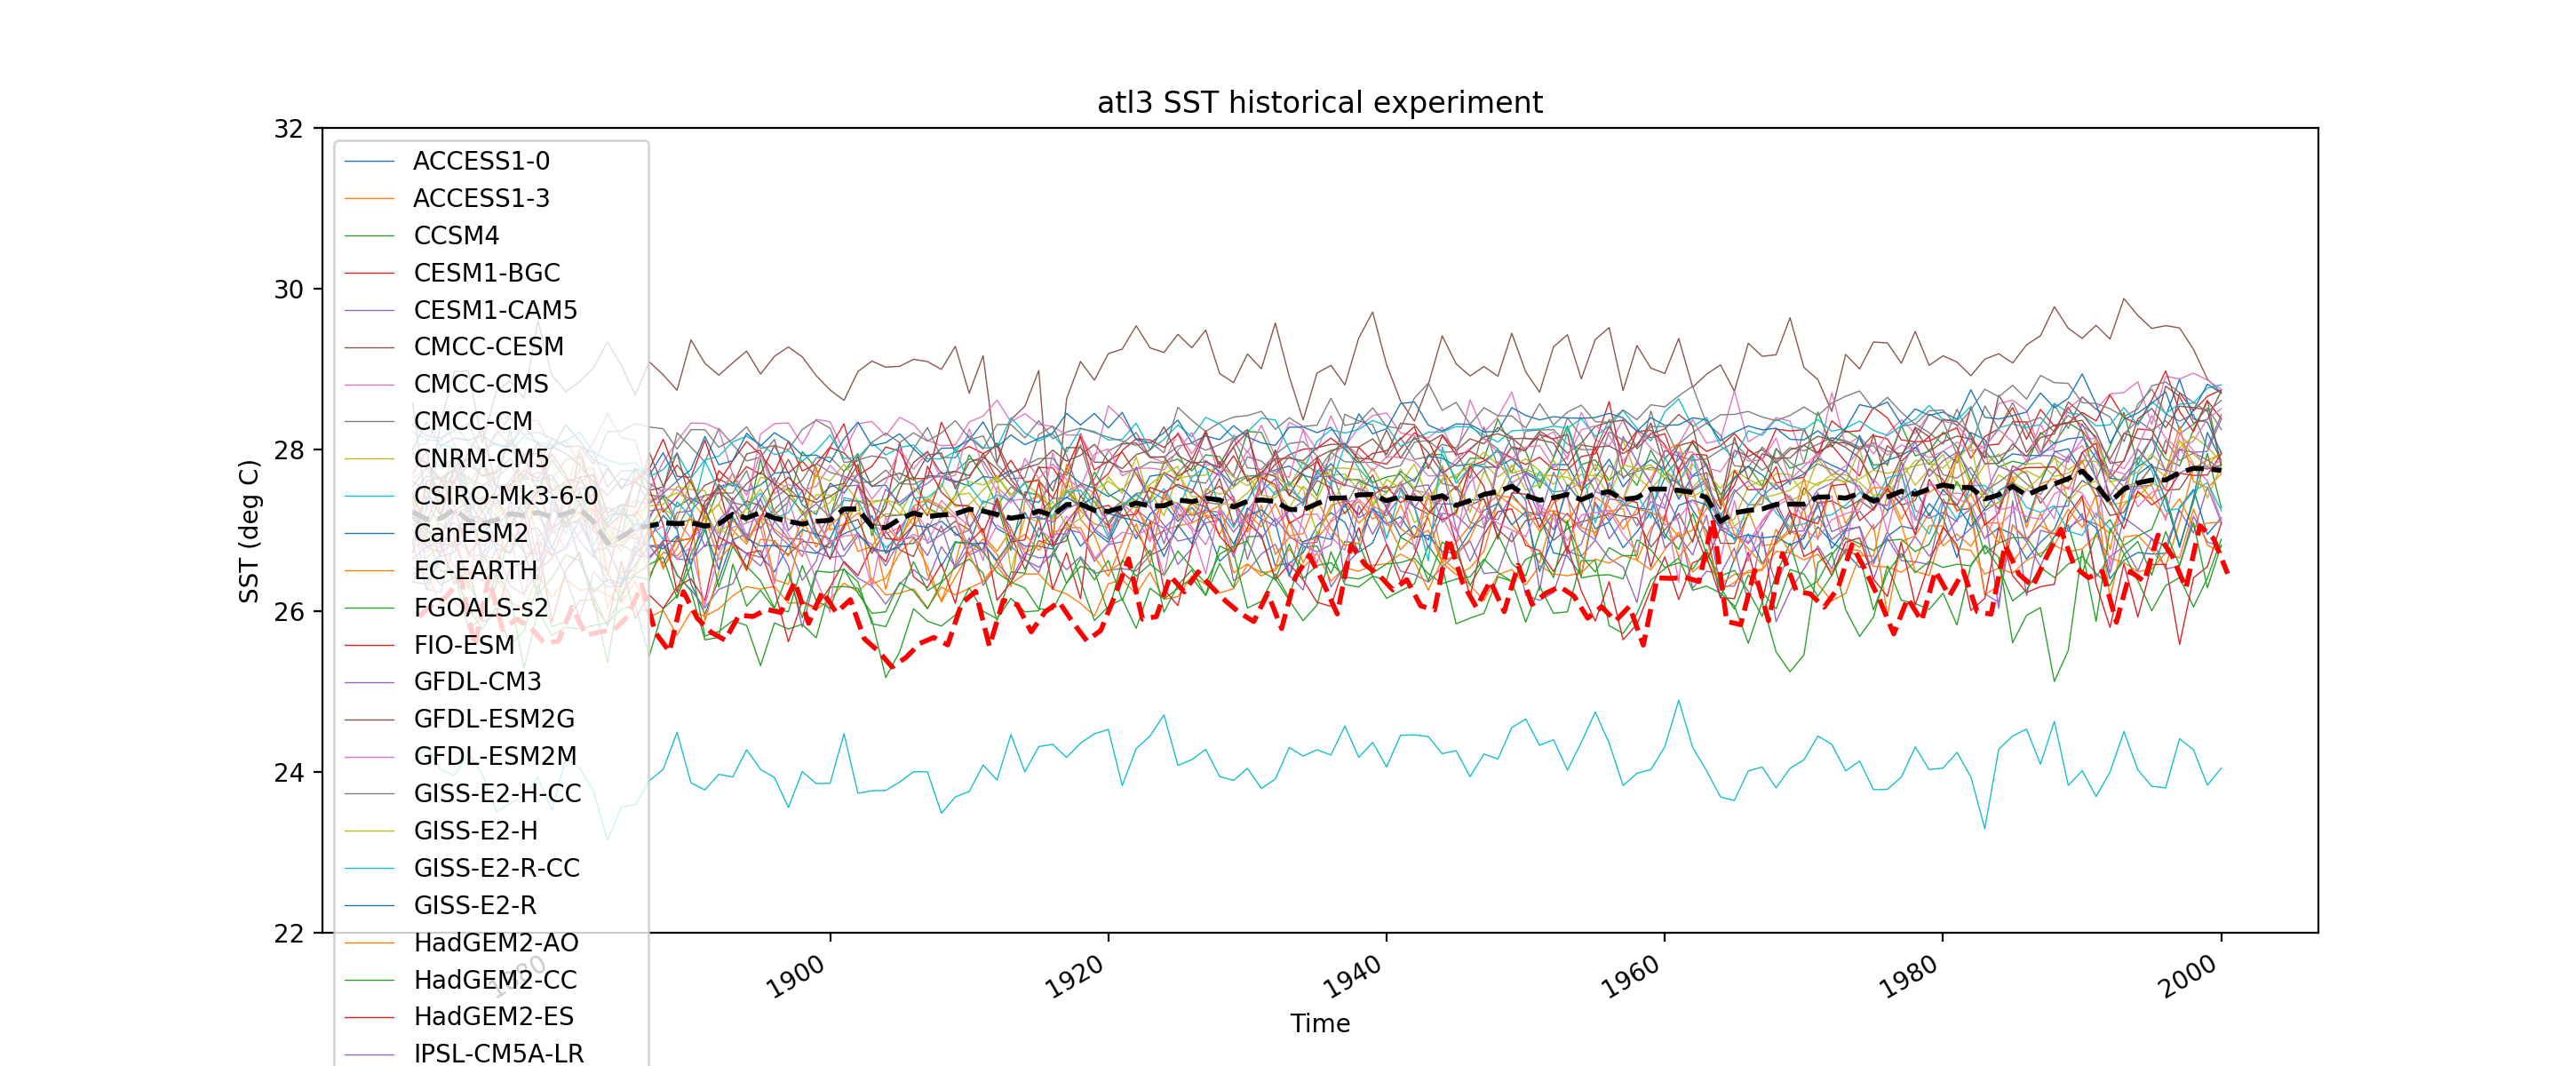 atl3 SST historical experiment
32
30
28
26
24
22
SST (deg C)
ACCESS1-0
ACCESS1-3
CCSM4
CESM1-BGC
CESM1-CAM5
CMCC-CESM
CMCC-CMS
CMCC-CM
CNRM-CM5
CSIRO-Mk3-6-0
CanESM2
EC-EARTH
FGOALS-s2
FIO-ESM
GFDL-CM3
GFDL-ESM2G
GFDL-ESM2M
GISS-E2-H-CC
GISS-E2-H
GISS-E2-R-CC
GISS-E2-R
HadGEM2-AO
HadGEM2-CC
HadGEM2-ES
IPSL-CM5A-LR
1880
1900
1920
1940
1960
1980
2000
Time